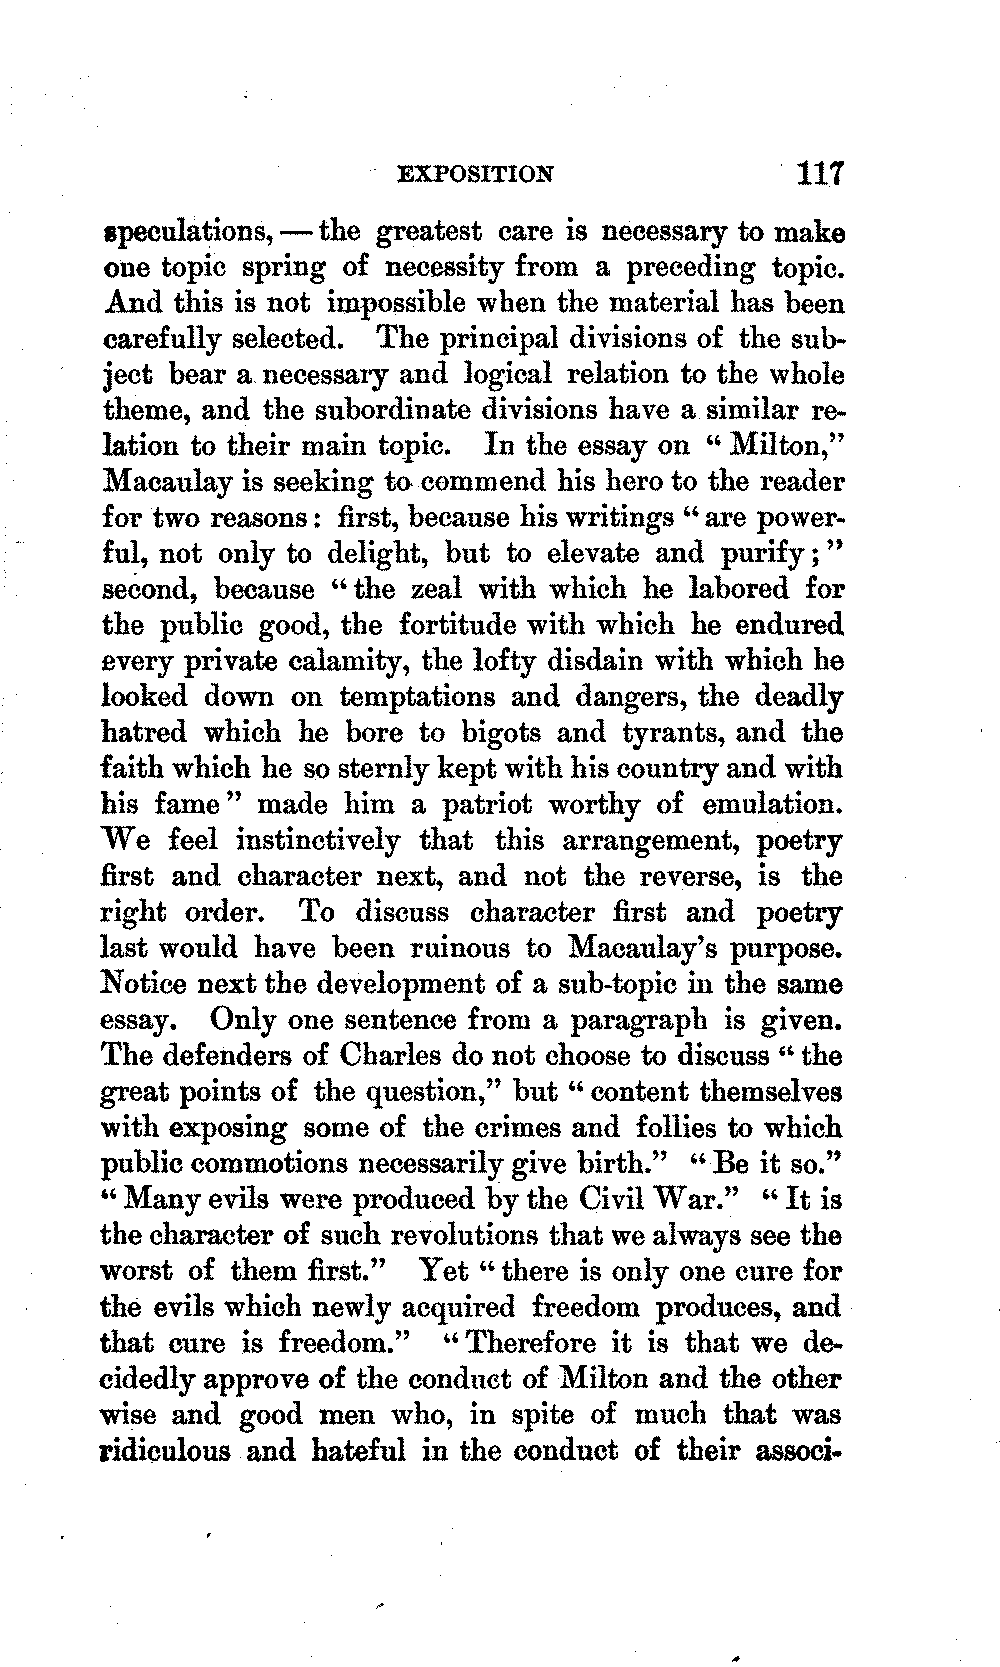 EXPOSITION 117
speculations, — the greatest care is necessary to make
one topic spring of necessity from a preceding topic.
And this is not impossible when the material has been
carefully selected. The principal divisions of the sub-
ject bear a necessary and logical relation to the whole
theme, and the subordinate divisions have a similar re-
lation to their main topic. In the essay on “ Milton,”
Macaulay is seeking to commend his hero to the reader
for two reasons : first, because his writings “ are power-
ful, not only to delight, but to elevate and purify ; ”
second, because “ the zeal with which he labored for
the public good, the fortitude with which he endured
every private calamity, the lofty disdain with which he
looked down on temptations and dangers, the deadly
hatred which he bore to bigots and tyrants, and the
faith which he so sternly kept with his country and with
his fame ” made him a patriot worthy of emulation.
We feel instinctively that this arrangement, poetry
first and character next, and not the reverse, is the
right order. To discuss character first and poetry
last would have been ruinous to Macaulay’s purpose.
Notice next the development of a sub-topic in the same
essay. Only one sentence from a paragraph is given.
The defenders of Charles do not choose to discuss “ the
great points of the question,” but “ content themselves
with exposing some of the crimes and follies to which
public commotions necessarily give birth.” “ Be it so.”
“ Many evils were produced by the Civil War.” “ It is
the character of such revolutions that we always see the
worst of them first.” Yet “ there is only one cure for
the evils which newly acquired freedom produces, and
that cure is freedom.” “ Therefore it is that we de-
cidedly approve of the conduct of Milton and the other
wise and good men who, in spite of much that was
ridiculous and hateful in the conduct of their associ-